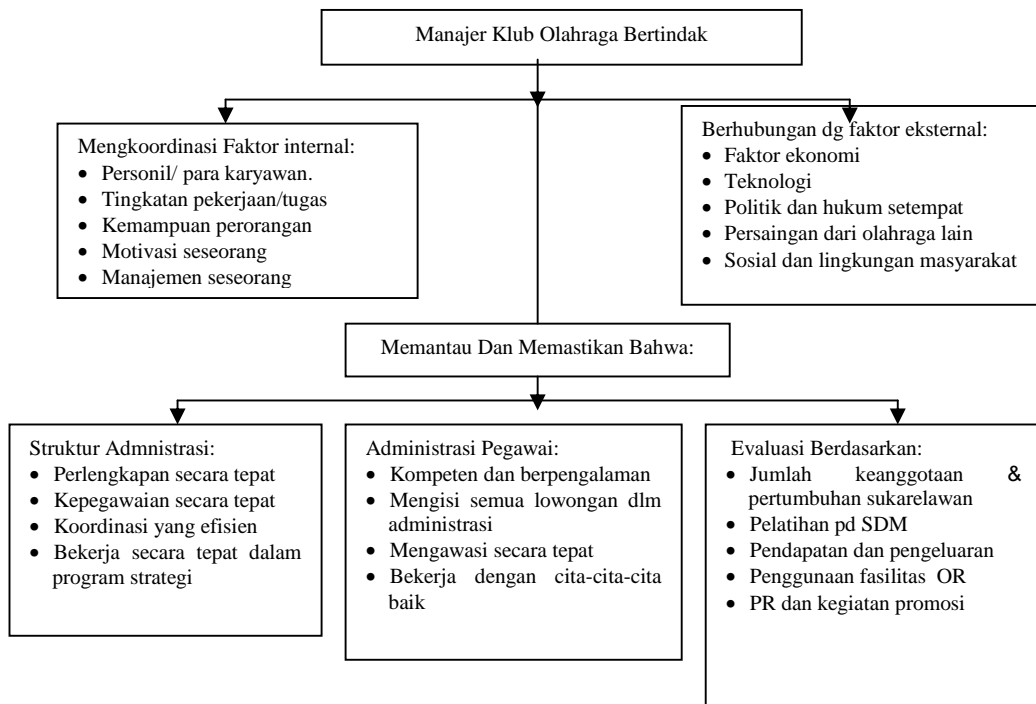 Manajer Klub Olahraga Bertindak
Mengkoordinasi Faktor internal:
• Personil/ para karyawan.
• Tingkatan pekerjaan/tugas
• Kemampuan perorangan
• Motivasi seseorang
• Manajemen seseorang
Berhubungan dg faktor eksternal:
• Faktor ekonomi
• Teknologi
• Politik dan hukum setempat
• Persaingan dari olahraga lain
• Sosial dan lingkungan masyarakat
Memantau Dan Memastikan Bahwa:
Struktur Admnistrasi:
• Perlengkapan secara tepat
• Kepegawaian secara tepat
• Koordinasi yang efisien
• Bekerja secara tepat dalam
program strategi
Administrasi Pegawai:
• Kompeten dan berpengalaman
• Mengisi semua lowongan dlm
administrasi
• Mengawasi secara tepat
• Bekerja dengan cita-cita-cita
baik
Evaluasi Berdasarkan:
• Jumlah keanggotaan &
pertumbuhan sukarelawan
• Pelatihan pd SDM
• Pendapatan dan pengeluaran
• Penggunaan fasilitas OR
• PR dan kegiatan promosi